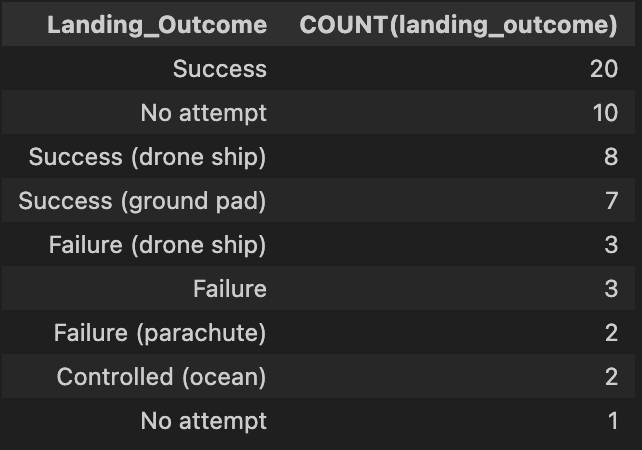 Landing_Outcome COUNT(landing_outcome)
Success 20
No attempt 10
Success (drone ship) 8
Success (ground pad) 7
Failure (drone ship) 3
Failure 3
Failure (parachute) 2
Controlled (ocean) 2
No attempt 1